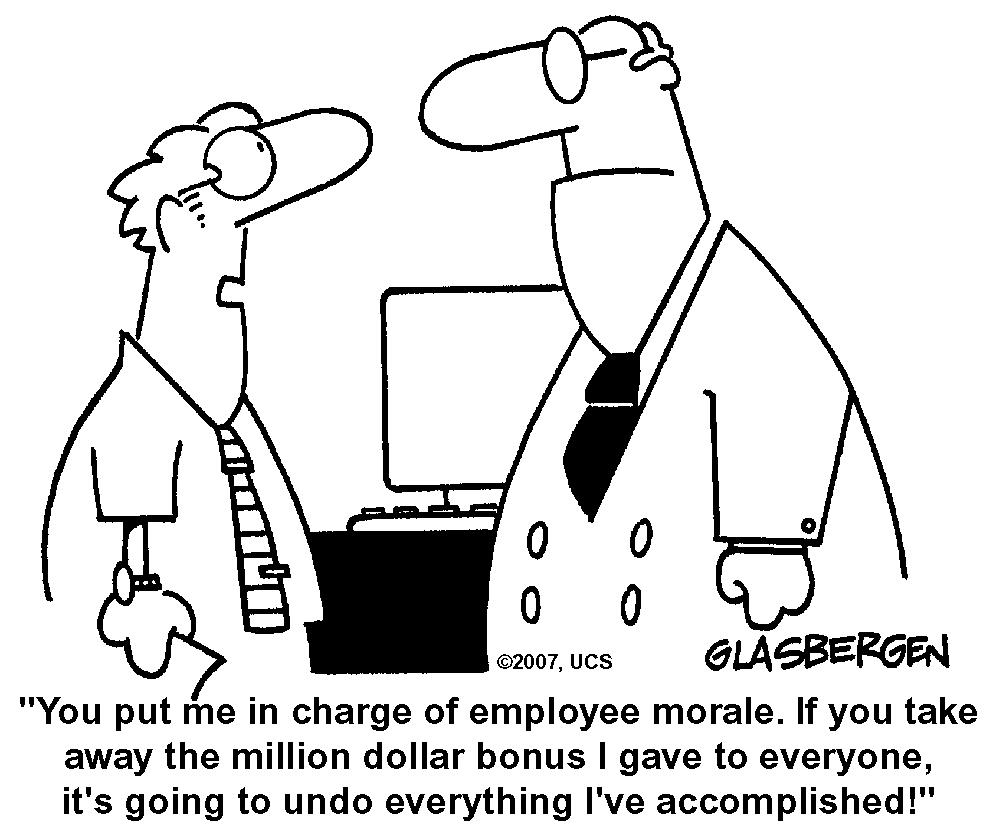 ©2007, UCS
GLASBERGEN
"You put me in charge of employee morale. If you take
away the million dollar bonus I gave to everyone,
it's going to undo everything I've accomplished!"